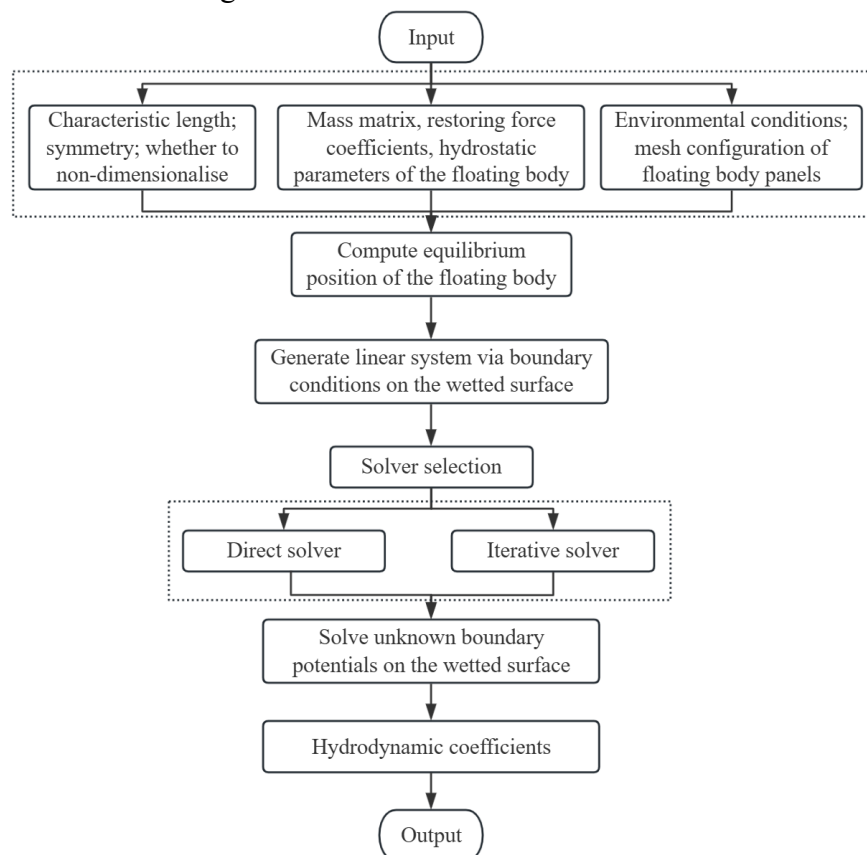 Input
Characteristic length;
symmetry; whether to
non-dimensionalise
Mass matrix, restoring force
coefficients, hydrostatic
parameters of the floating body
Environmental conditions;
mesh configuration of
floating body panels
Compute equilibrium
position of the floating body
Generate linear system via boundary
conditions on the wetted surface
Solver selection
Direct solver
Iterative solver
Solve unknown boundary
potentials on the wetted surface
Hydrodynamic coefficients
Output